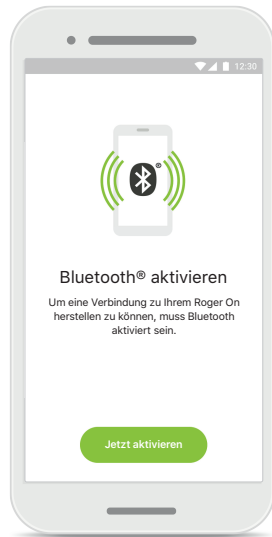 12:30
Bluetooth® aktivieren
Um eine Verbindung zu Ihrem Roger On
herstellen zu können, muss Bluetooth
aktiviert sein.
Jetzt aktivieren